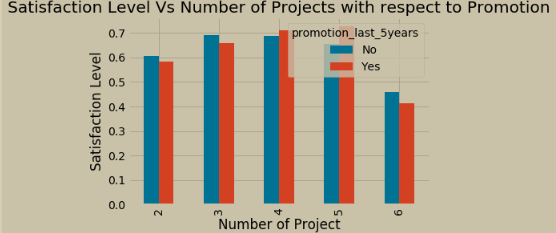 Satisfaction Level Vs Number of Projects with respect to Promotion
promotion_last_5years
No
Yes
Satisfaction Level
0.7
0.6
0.5
0.4
0.3
0.2
0.1
0.0
2
3
4
5
6
Number of Project